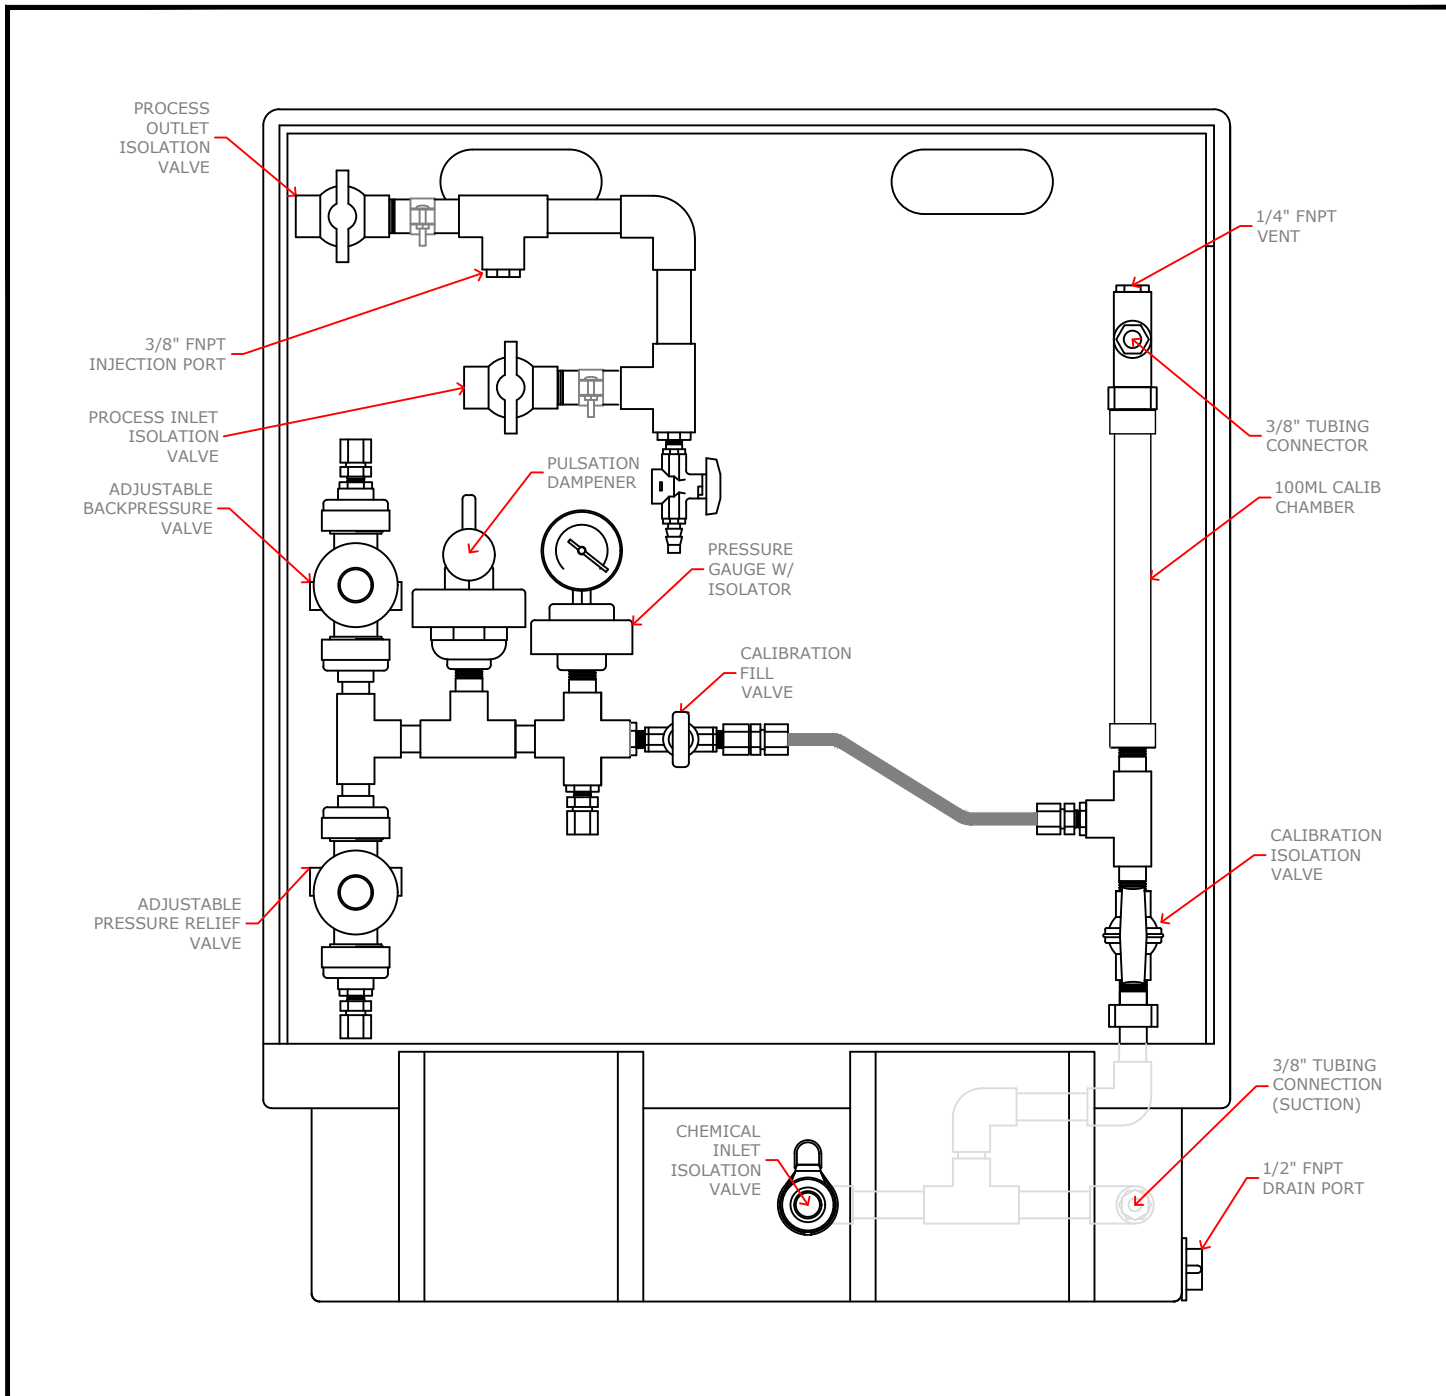 PROCESS
OUTLET
ISOLATION
VALVE
3/8" FNPT
INJECTION PORT
PROCESS INLET
ISOLATION
VALVE
ADJUSTABLE
BACKPRESSURE
VALVE
PULSATION
DAMPENER
PRESSURE
GAUGE W/
ISOLATOR
CALIBRATION
FILL
VALVE
ADJUSTABLE
PRESSURE RELIEF
VALVE
CHEMICAL
INLET
ISOLATION
VALVE
1/4" FNPT
VENT
3/8" TUBING
CONNECTOR
100ML CALIB
CHAMBER
CALIBRATION
ISOLATION
VALVE
3/8" TUBING
CONNECTION
(SUCTION)
1/2" FNPT
DRAIN PORT